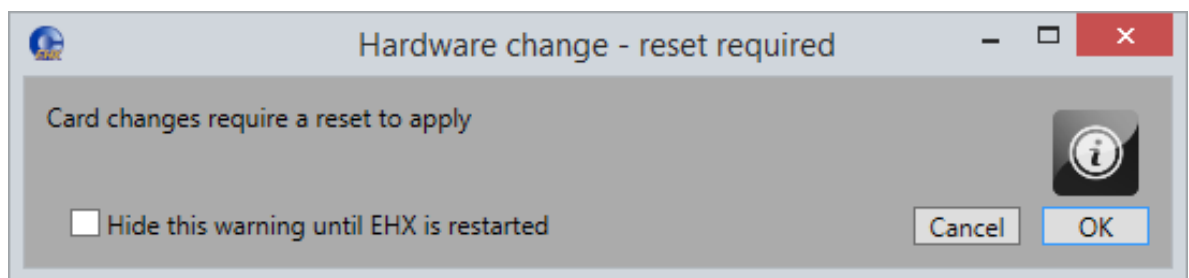 Hardware change - reset required
Card changes require a reset to apply
Hide this warning until EHX is restarted
Cancel
OK